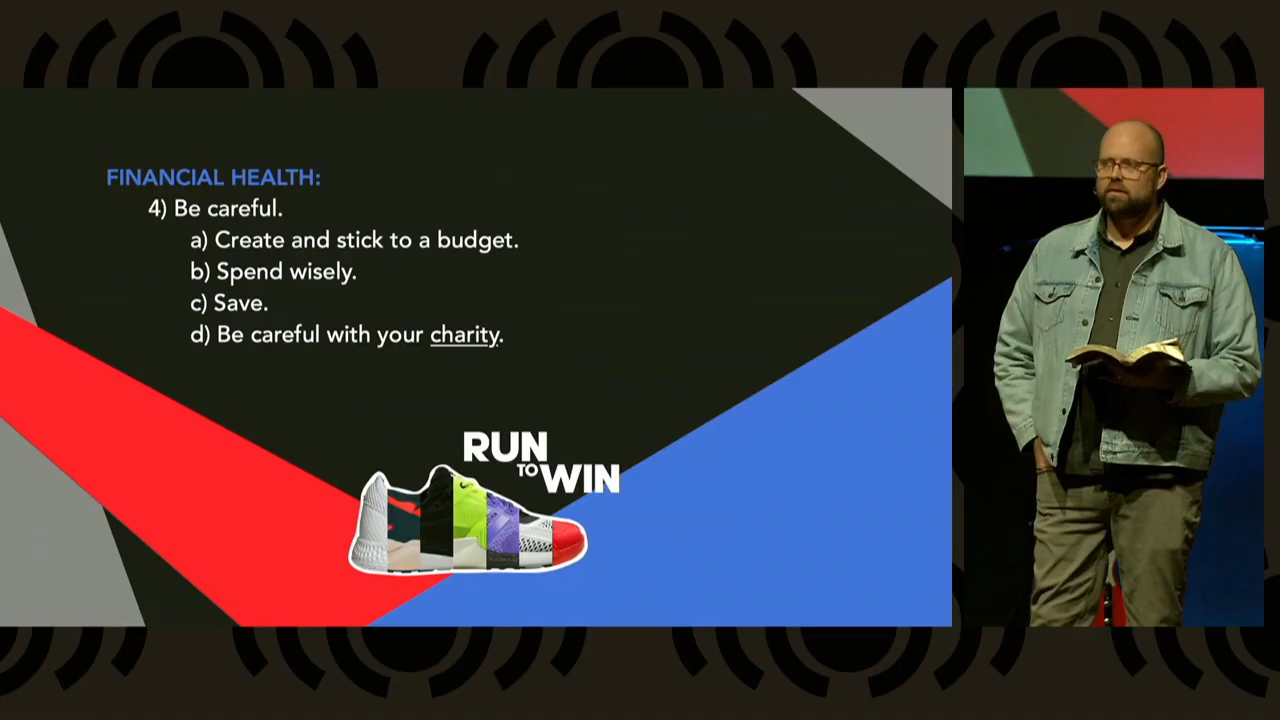 FINANCIAL HEALTH:
4) Be careful.
a) Create and stick to a budget.
b) Spend wisely.
c) Save.
d) Be careful with your charity.
RUN
TO WIN